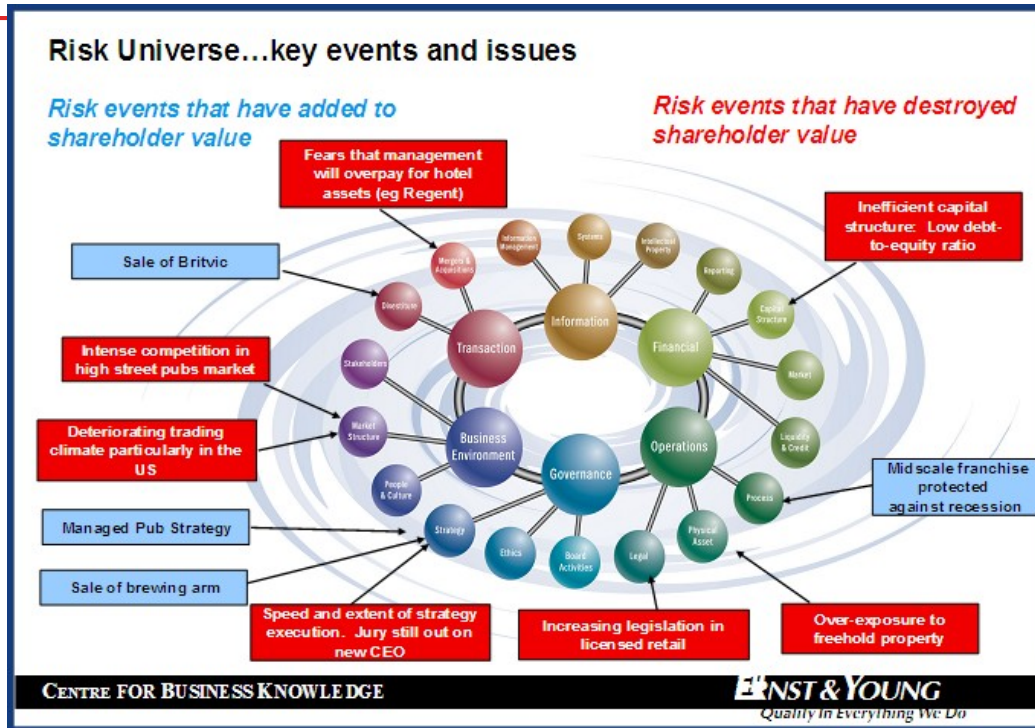 Risk Universe...key events and issues
Risk events that have added to
shareholder value
Risk events that have destroyed
shareholder value
Fears that management
will overpay for hotel
assets (eg Regent)
Inefficient capital
structure: Low debt-
to-equity ratio
Sale of Britvic
Intense competition in
high street pubs market
Deteriorating trading
climate particularly in the
US
Managed Pub Strategy
Sale of brewing arm
Speed and extent of strategy
execution. Jury still out on
new CEO
Increasing legislation in
licensed retail
Over-exposure to
freehold property
Midscale franchise
protected
against recession
Information
Management
Systems
Intellectual
Property
Mergers &
Acquisitions
Reporting
Divestiture
Capital
Structure
Information
Transaction
Financial
Stakeholders
Market
Market
Structure
Business
Environment
Operations
Liquidity
& Credit
Governance
People
& Culture
Process
Strategy
Physical
Asset
Ethics
Board
Activities
Legal
CENTRE FOR BUSINESS KNOWLEDGE
ERNST & YOUNG
Quality In Everything We Do